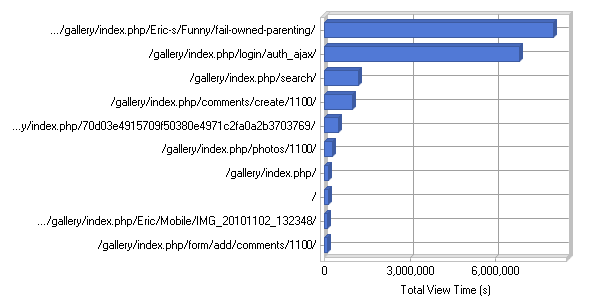 .../gallery/index.php/Eric-s/Funny/fail-owned-parenting/
/gallery/index.php/login/auth_ajax/
/gallery/index.php/search/
/gallery/index.php/comments/create/1100/
...y/index.php/70d03e4915709f50380e4971c2fa0a2b3703769/
/gallery/index.php/photos/1100/
/gallery/index.php/
/
.../gallery/index.php/Eric/Mobile/IMG_20101102_132348/
/gallery/index.php/form/add/comments/1100/
0 3,000,000 6,000,000
Total View Time (s)